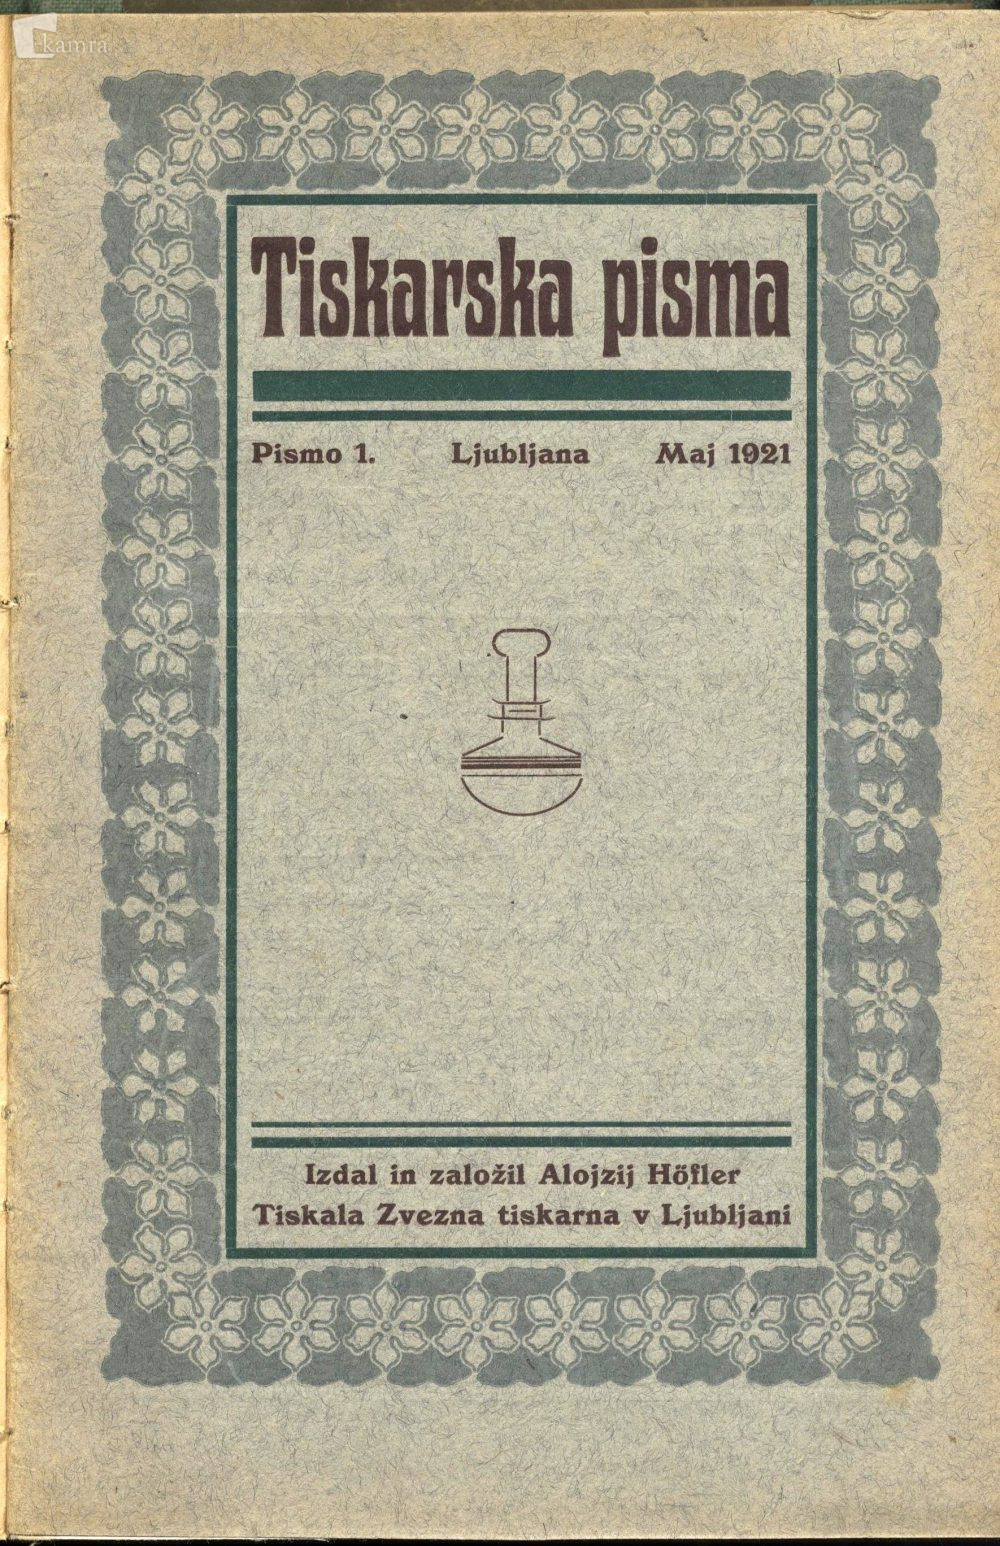 kamra
Tiskarska pisma
Pismo 1. Ljubljana Maj 1921
Izdal in založil Alojzij Höfler
Tiskala Zvezna tiskarna v Ljubljani